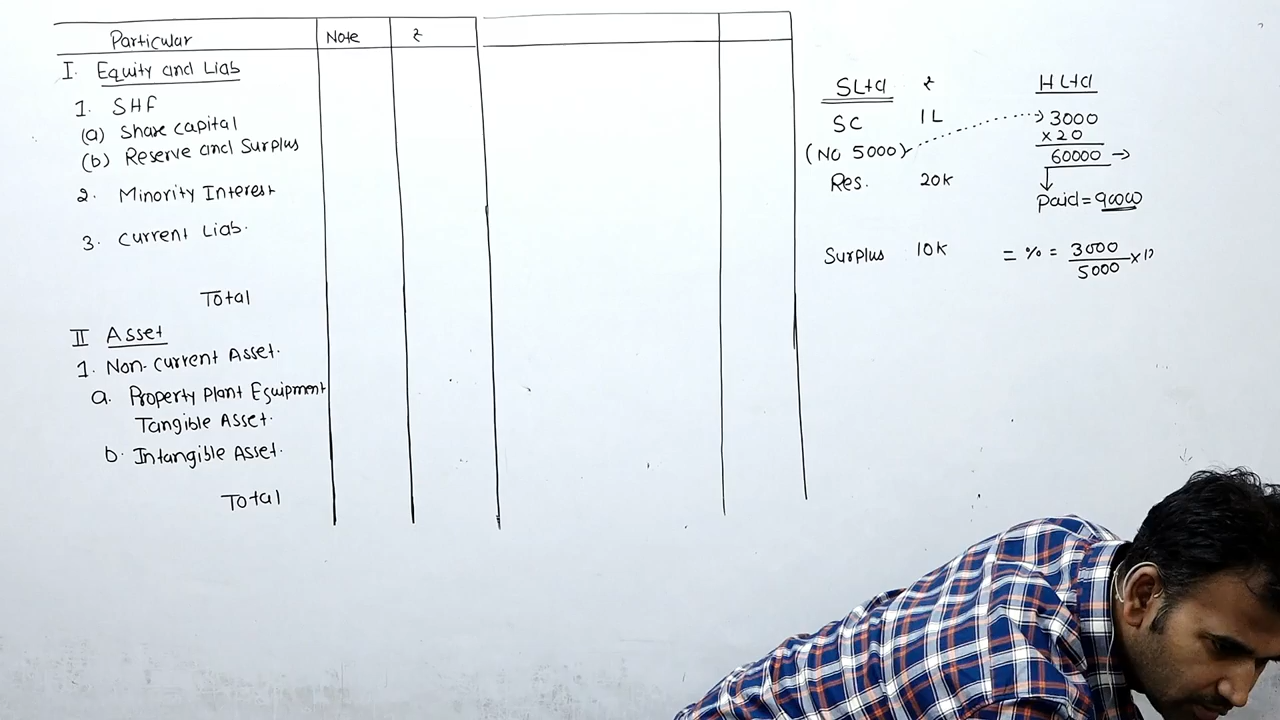 Particular Note ₹
I. Equity and Liab
1. SHF
(a) Share capital
(b) Reserve and Surplus
2. Minority Interest
3. Current Liab.
Total
II Asset
1. Non-current Asset.
a. Property plant Equipment
Tangible Asset.
b. Intangible Asset.
Total
SLtd ₹
SC 1L
(No 5000)
Res. 20k
Surplus 10k
HLtd
3000
×20
60000 →
Paid = 90000
= % = 3000
5000 ×